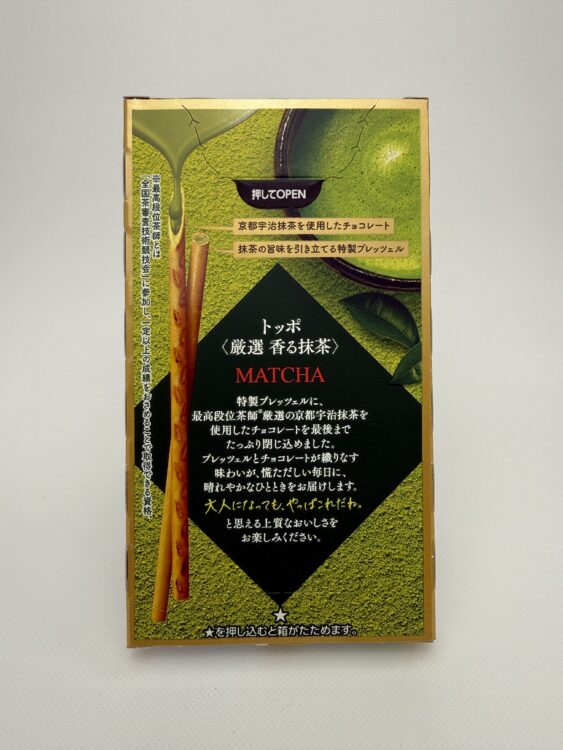 押してOPEN
京都宇治抹茶を使用したチョコレート
抹茶の旨味を引き立てる特製プレッツェル
※最高段位茶師とは
「全国茶審査技術競技会」に参加し、一定以上の成績をおさめることで取得できる資格。
トッポ
〈厳選 香る抹茶〉
MATCHA
特製プレッツェルに、
最高段位茶師※厳選の京都宇治抹茶を
使用したチョコレートを最後まで
たっぷり閉じ込めました。
プレッツェルとチョコレートが織りなす
味わいが、慌ただしい毎日に、
晴れやかなひとときをお届けします。
大人になっても、やっぱこれだわ。
と思える上質なおいしさを
お楽しみください。
★
★を押し込むと箱がたためます。